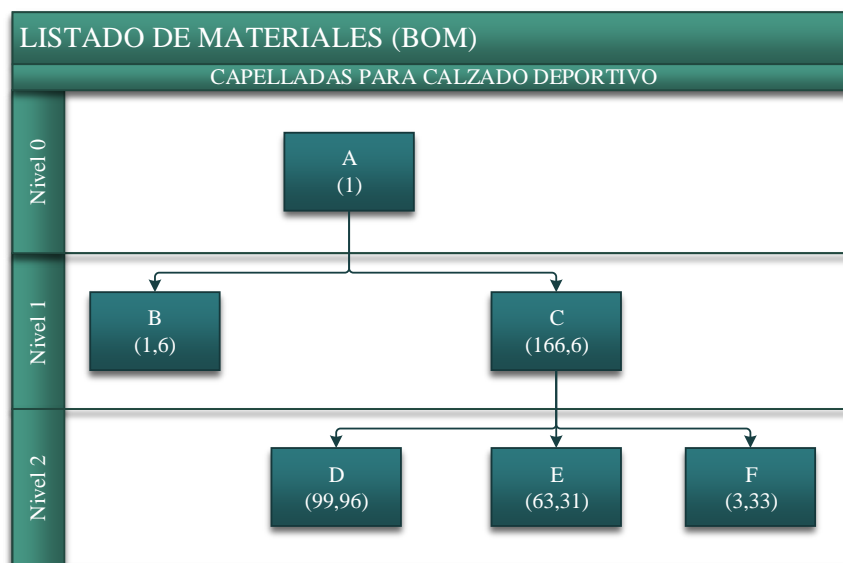 LISTADO DE MATERIALES (BOM)
CAPELLADAS PARA CALZADO DEPORTIVO
Nivel 0
A
(1)
Nivel 1
B
(1,6)
C
(166,6)
Nivel 2
D
(99,96)
E
(63,31)
F
(3,33)